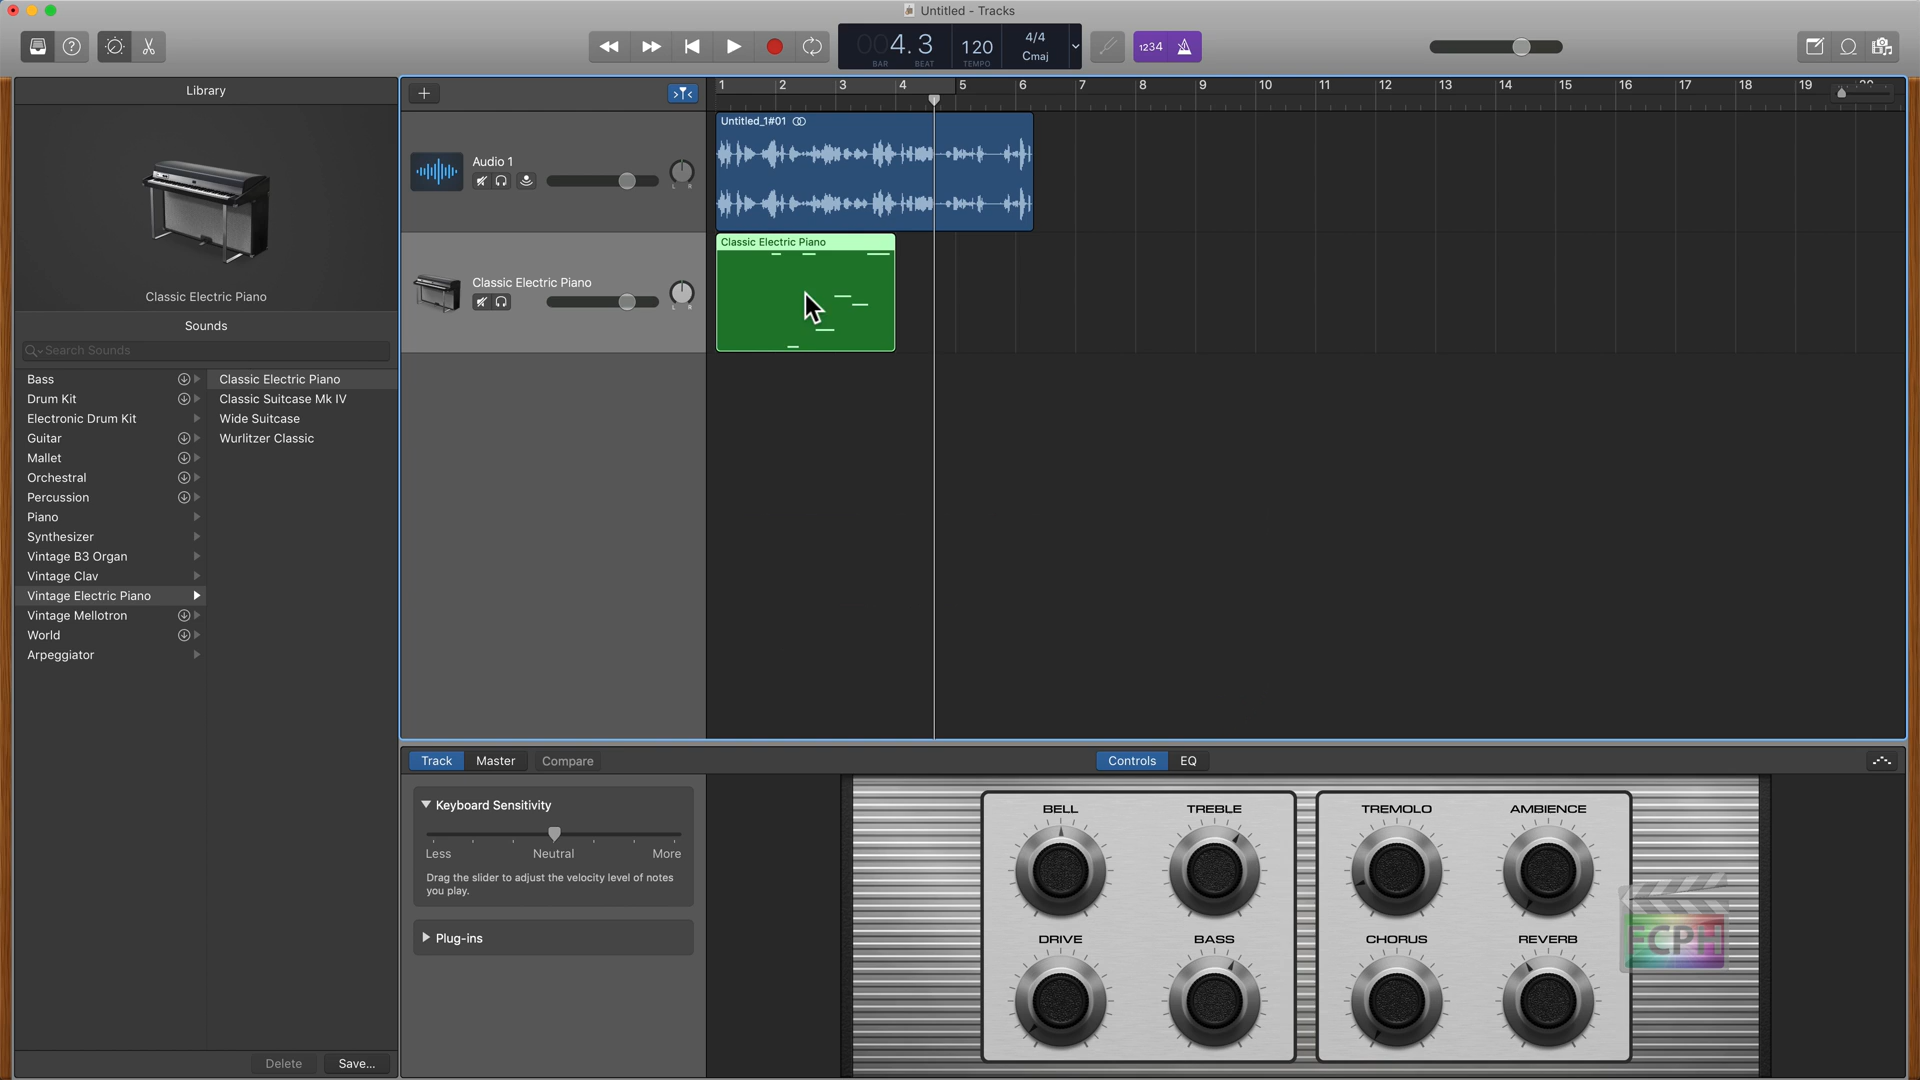 Untitled - Tracks
004.3
BAR
BEAT
120
TEMPO
4/4
Cmaj
1234
Library
Classic Electric Piano
Sounds
Search Sounds
Bass
Drum Kit
Electronic Drum Kit
Guitar
Mallet
Orchestral
Percussion
Piano
Synthesizer
Vintage B3 Organ
Vintage Clav
Vintage Electric Piano
Vintage Mellotron
World
Arpeggiator
Classic Electric Piano
Classic Suitcase Mk IV
Wide Suitcase
Wurlitzer Classic
Delete
Save...
1 2 3 4 5 6 7 8 9 10 11 12 13 14 15 16 17 18 19
Audio 1
L R
Untitled_1#01
Classic Electric Piano
L R
Classic Electric Piano
Track
Master
Compare
Controls
EQ
Keyboard Sensitivity
Less
Neutral
More
Drag the slider to adjust the velocity level of notes
you play.
Plug-ins
BELL
TREBLE
TREMOLO
AMBIENCE
DRIVE
BASS
CHORUS
REVERB
FCPH